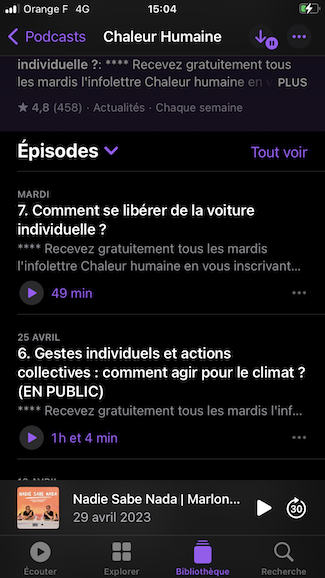 Orange F 4G 15:04
Podcasts Chaleur Humaine
individuelle ?: **** Recevez gratuitement tous
les mardis l'infolettre Chaleur humaine en v PLUS
4,8 (458) · Actualités · Chaque semaine
Épisodes Tout voir
MARDI
7. Comment se libérer de la voiture
individuelle ?
**** Recevez gratuitement tous les mardis
l'infolettre Chaleur humaine en vous inscrivant...
49 min
25 AVRIL
6. Gestes individuels et actions
collectives : comment agir pour le climat ?
(EN PUBLIC)
**** Recevez gratuitement tous les mardis l'inf...
1 h et 4 min
NADIE SABE NADA
Nadie Sabe Nada | Marlon...
29 avril 2023
30
Écouter Explorer Bibliothèque Recherche